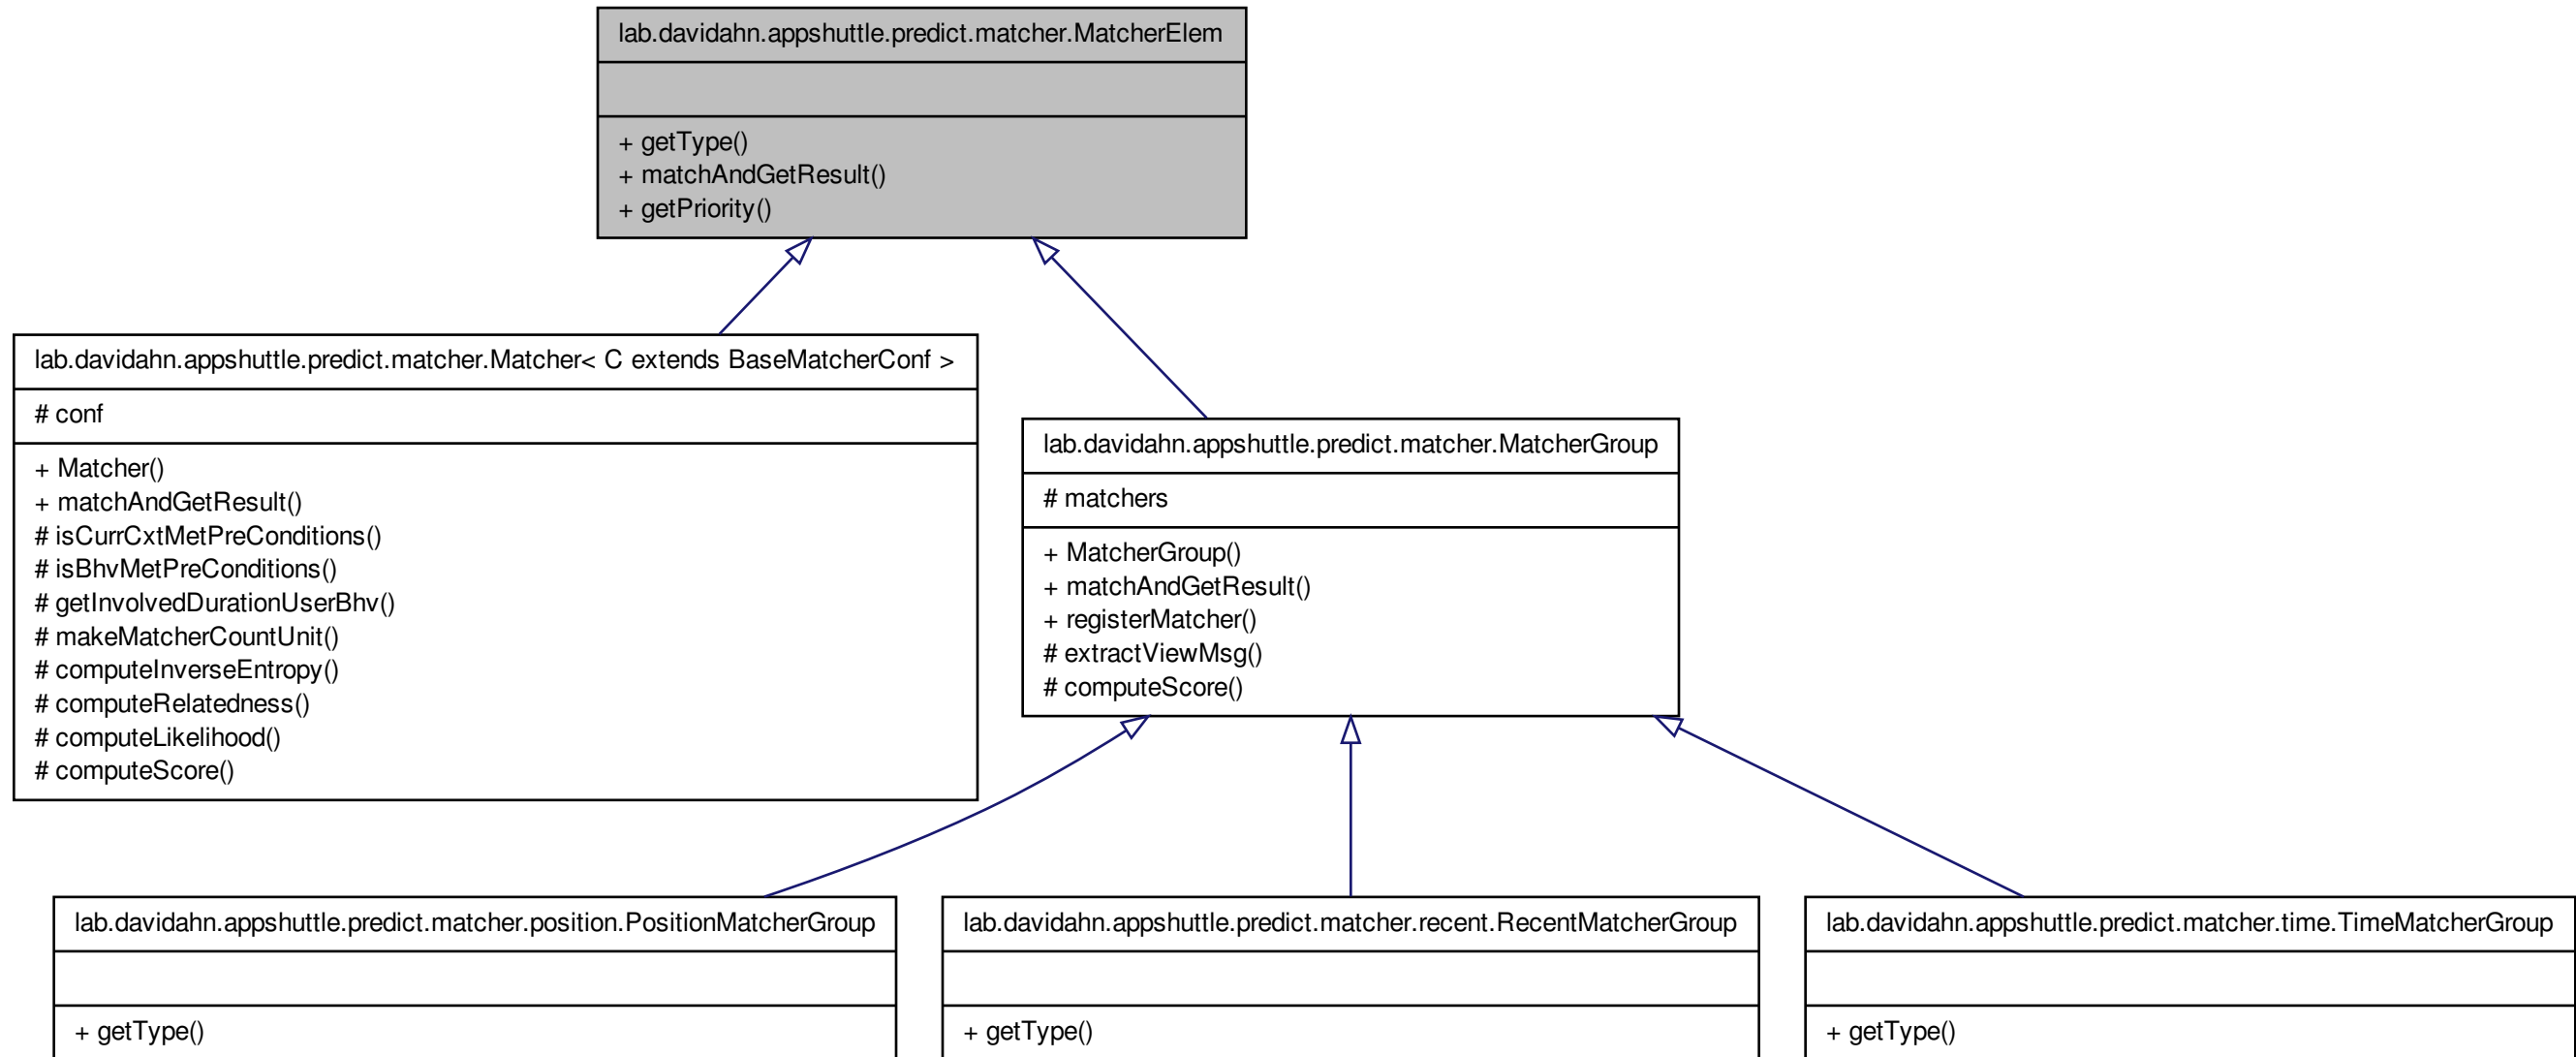 lab.davidahn.appshuttle.predict.matcher.MatcherElem
+ getType()
+ matchAndGetResult()
+ getPriority()
lab.davidahn.appshuttle.predict.matcher.Matcher< C extends BaseMatcherConf >
# conf
+ Matcher()
+ matchAndGetResult()
# isCurrCxtMetPreConditions()
# isBhvMetPreConditions()
# getInvolvedDurationUserBhv()
# makeMatcherCountUnit()
# computeInverseEntropy()
# computeRelatedness()
# computeLikelihood()
# computeScore()
lab.davidahn.appshuttle.predict.matcher.MatcherGroup
# matchers
+ MatcherGroup()
+ matchAndGetResult()
+ registerMatcher()
# extractViewMsg()
# computeScore()
lab.davidahn.appshuttle.predict.matcher.position.PositionMatcherGroup
+ getType()
lab.davidahn.appshuttle.predict.matcher.recent.RecentMatcherGroup
+ getType()
lab.davidahn.appshuttle.predict.matcher.time.TimeMatcherGroup
+ getType()